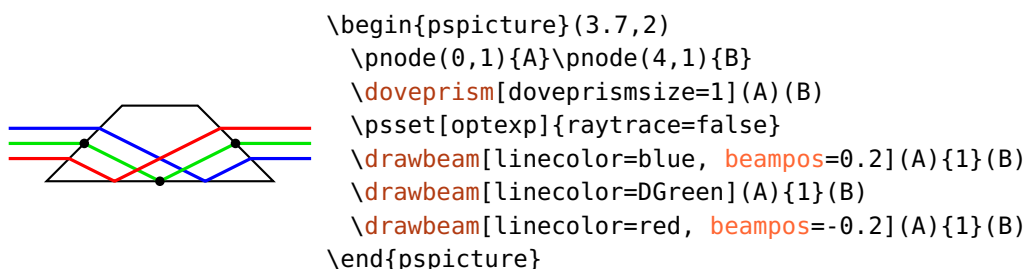 \begin{pspicture}(3.7,2)
\pnode(0,1){A}\pnode(4,1){B}
\doveprism[doveprismsize=1](A)(B)
\psset[optexp]{raytrace=false}
\drawbeam[linecolor=blue, beampos=0.2](A){1}(B)
\drawbeam[linecolor=DGreen](A){1}(B)
\drawbeam[linecolor=red, beampos=-0.2](A){1}(B)
\end{pspicture}